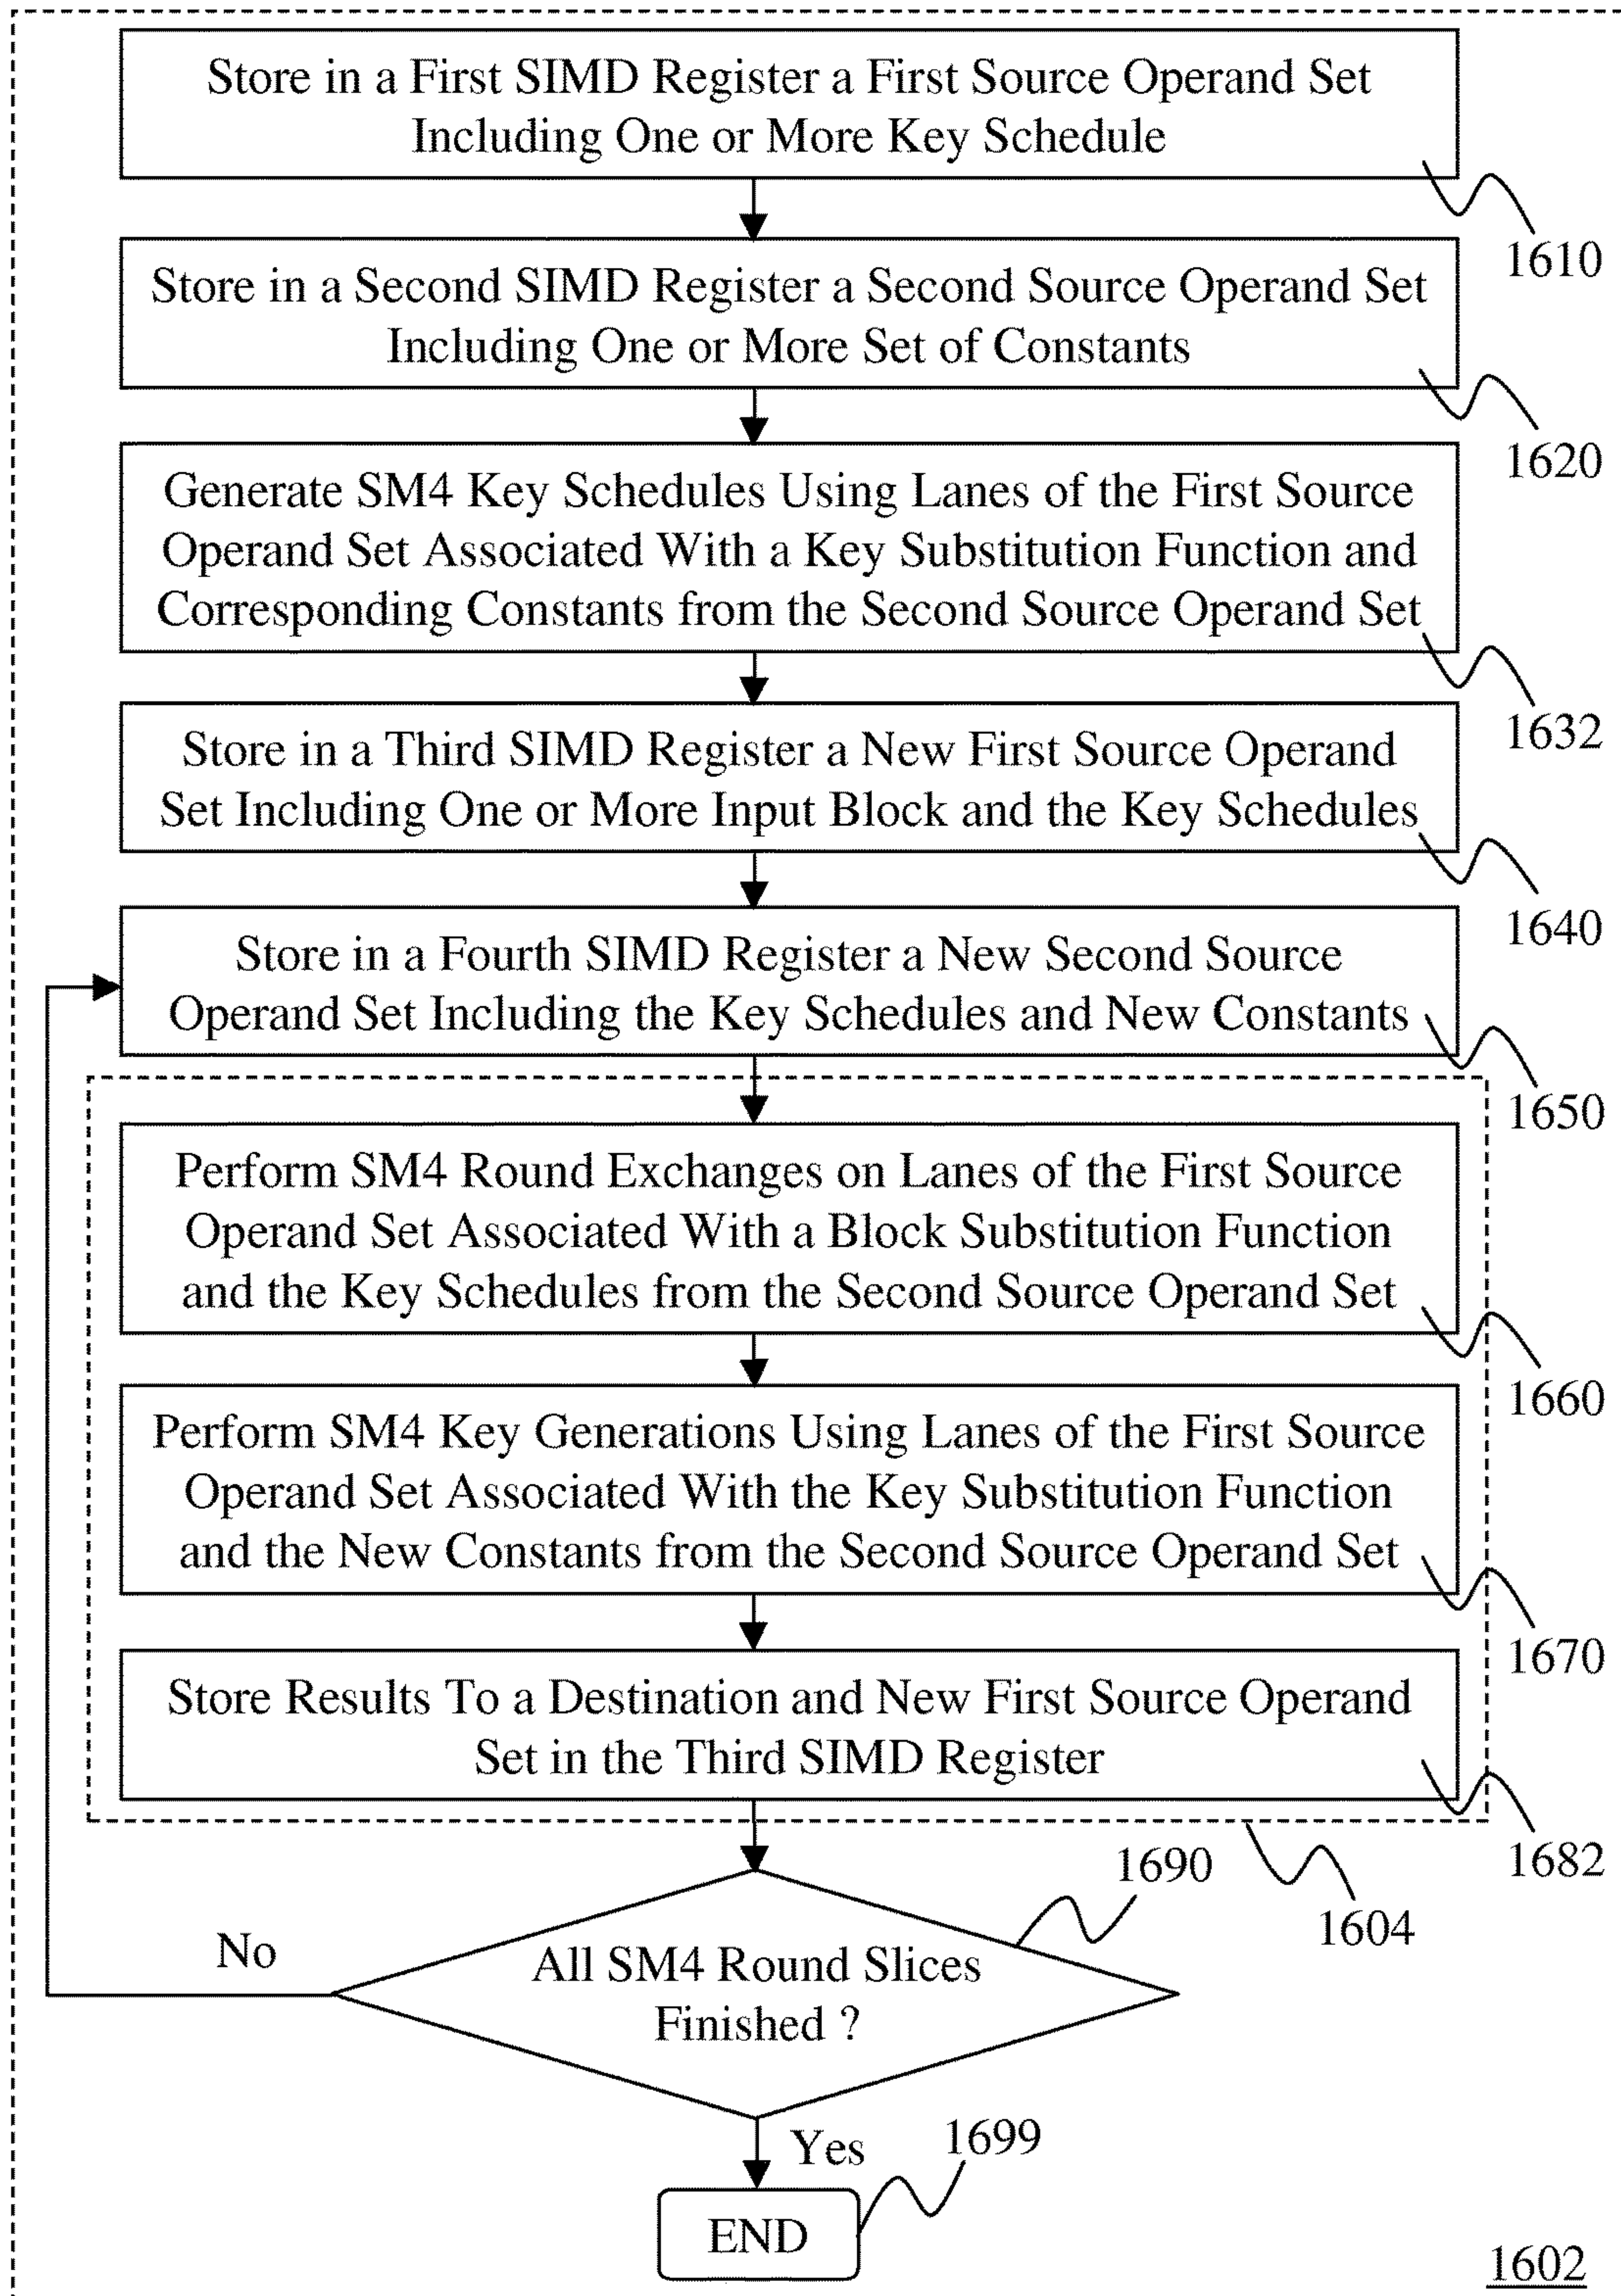 Store in a First SIMD Register a First Source Operand Set
Including One or More Key Schedule
1610
Store in a Second SIMD Register a Second Source Operand Set
Including One or More Set of Constants
1620
Generate SM4 Key Schedules Using Lanes of the First Source
Operand Set Associated With a Key Substitution Function and
Corresponding Constants from the Second Source Operand Set
1632
Store in a Third SIMD Register a New First Source Operand
Set Including One or More Input Block and the Key Schedules
1640
Store in a Fourth SIMD Register a New Second Source
Operand Set Including the Key Schedules and New Constants
1650
Perform SM4 Round Exchanges on Lanes of the First Source
Operand Set Associated With a Block Substitution Function
and the Key Schedules from the Second Source Operand Set
1660
Perform SM4 Key Generations Using Lanes of the First Source
Operand Set Associated With the Key Substitution Function
and the New Constants from the Second Source Operand Set
1670
Store Results To a Destination and New First Source Operand
Set in the Third SIMD Register
1682
1604
1690
All SM4 Round Slices
Finished ?
No
Yes
1699
END
1602